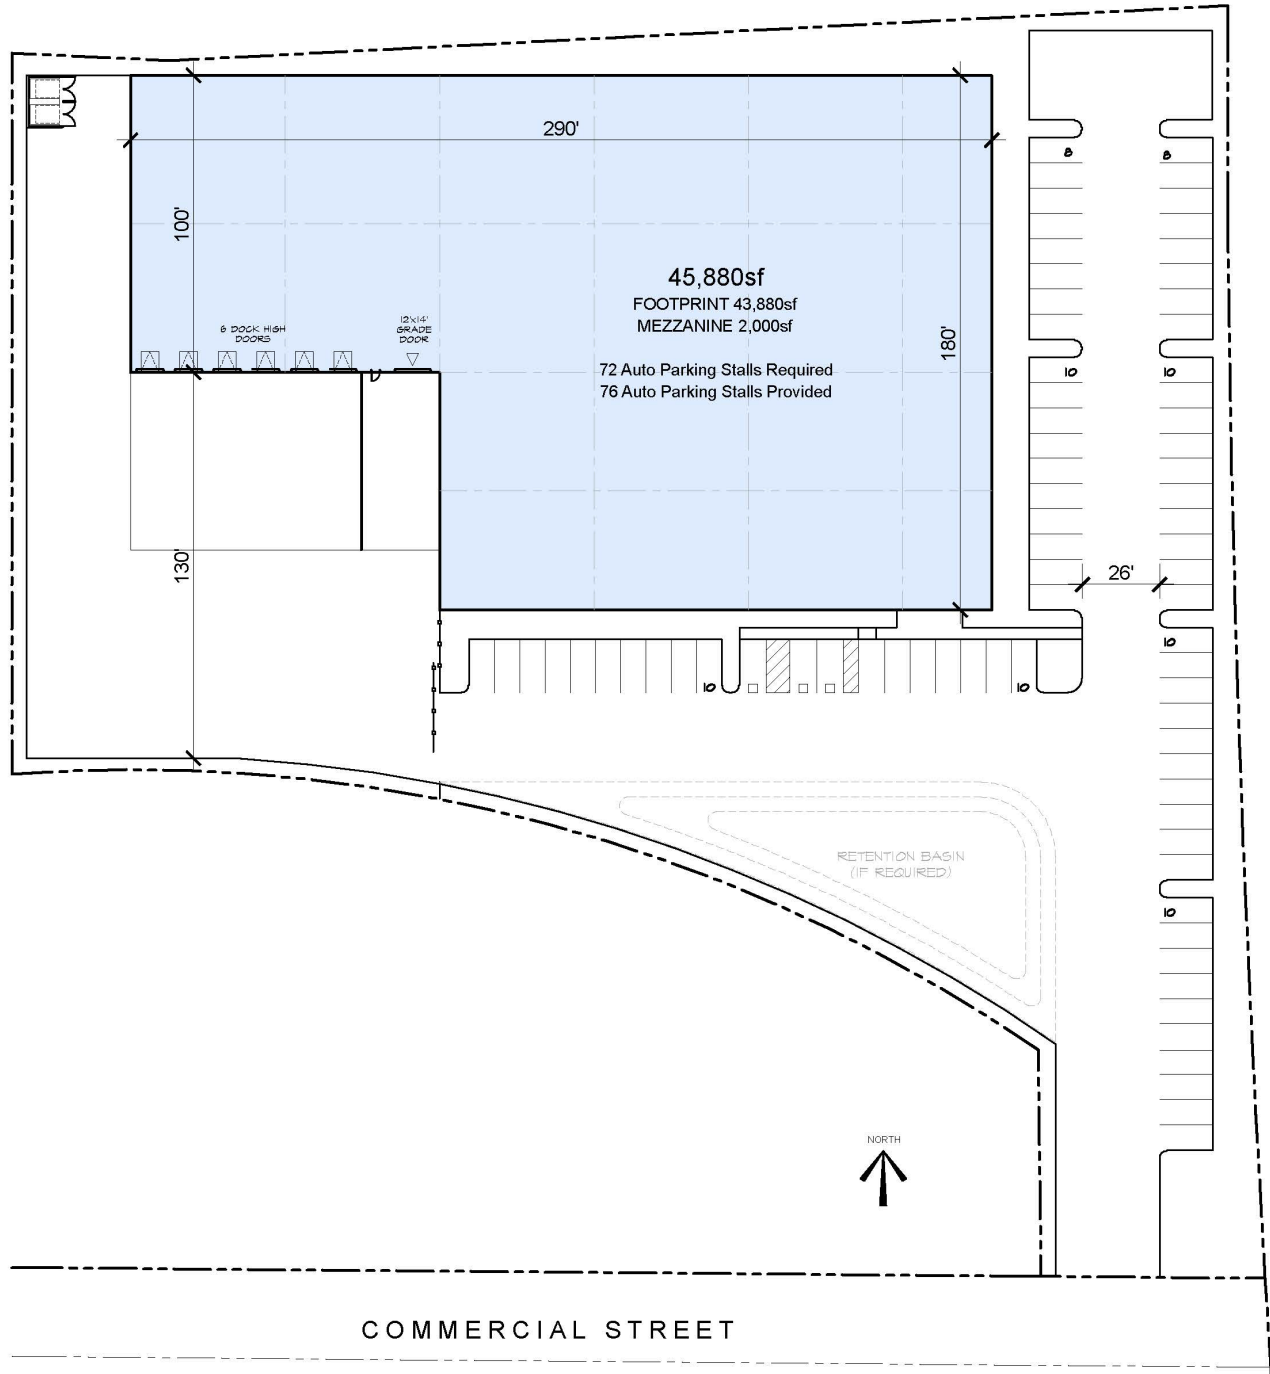 290'
8
8
100'
45,880sf
FOOTPRINT 43,880sf
MEZZANINE 2,000sf
6 DOCK HIGH
DOORS
12'x14'
GRADE
DOOR
180'
72 Auto Parking Stalls Required
76 Auto Parking Stalls Provided
10
10
130'
26'
10
10
10
RETENTION BASIN
(IF REQUIRED)
10
NORTH
COMMERCIAL STREET